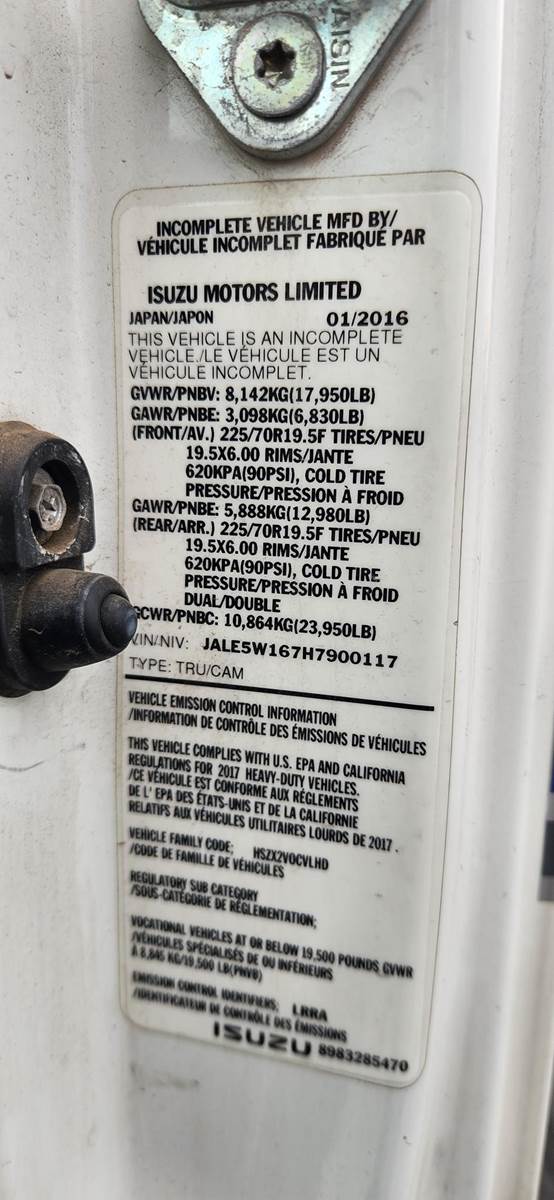 AISIN
INCOMPLETE VEHICLE MFD BY/
VÉHICULE INCOMPLET FABRIQUÉ PAR
ISUZU MOTORS LIMITED
JAPAN/JAPON 01/2016
THIS VEHICLE IS AN INCOMPLETE
VEHICLE./LE VÉHICULE EST UN
VÉHICULE INCOMPLET.
GVWR/PNBV: 8,142KG(17,950LB)
GAWR/PNBE: 3,098KG(6,830LB)
(FRONT/AV.) 225/70R19.5F TIRES/PNEU
19.5X6.00 RIMS/JANTE
620KPA(90PSI), COLD TIRE
PRESSURE/PRESSION À FROID
GAWR/PNBE: 5,888KG(12,980LB)
(REAR/ARR.) 225/70R19.5F TIRES/PNEU
19.5X6.00 RIMS/JANTE
620KPA(90PSI), COLD TIRE
PRESSURE/PRESSION À FROID
DUAL/DOUBLE
GCWR/PNBC: 10,864KG(23,950LB)
VIN/NIV: JALE5W167H7900117
TYPE: TRU/CAM
VEHICLE EMISSION CONTROL INFORMATION
/INFORMATION DE CONTRÔLE DES ÉMISSIONS DE VÉHICULES
THIS VEHICLE COMPLIES WITH U.S. EPA AND CALIFORNIA
REGULATIONS FOR 2017 HEAVY-DUTY VEHICLES.
/CE VÉHICULE EST CONFORME AUX RÉGLEMENTS
DE L' EPA DES ÉTATS-UNIS ET DE LA CALIFORNIE
RELATIFS AUX VÉHICULES UTILITAIRES LOURDS DE 2017.
VEHICLE FAMILY CODE: HSZX2VOCVLHD
/CODE DE FAMILLE DE VÉHICULES
REGULATORY SUB CATEGORY
/SOUS-CATÉGORIE DE RÉGLEMENTATION;
VOCATIONAL VEHICLES AT OR BELOW 19,500 POUNDS GVWR
/VÉHICULES SPÉCIALISÉS DE OU INFÉRIEURS
À 8,845 KG/19,500 LB(PNVB)
EMISSION CONTROL IDENTIFIERS; LRRA
/IDENTIFICATEUR DE CONTRÔLE DES ÉMISSIONS
ISUZU 8983285470